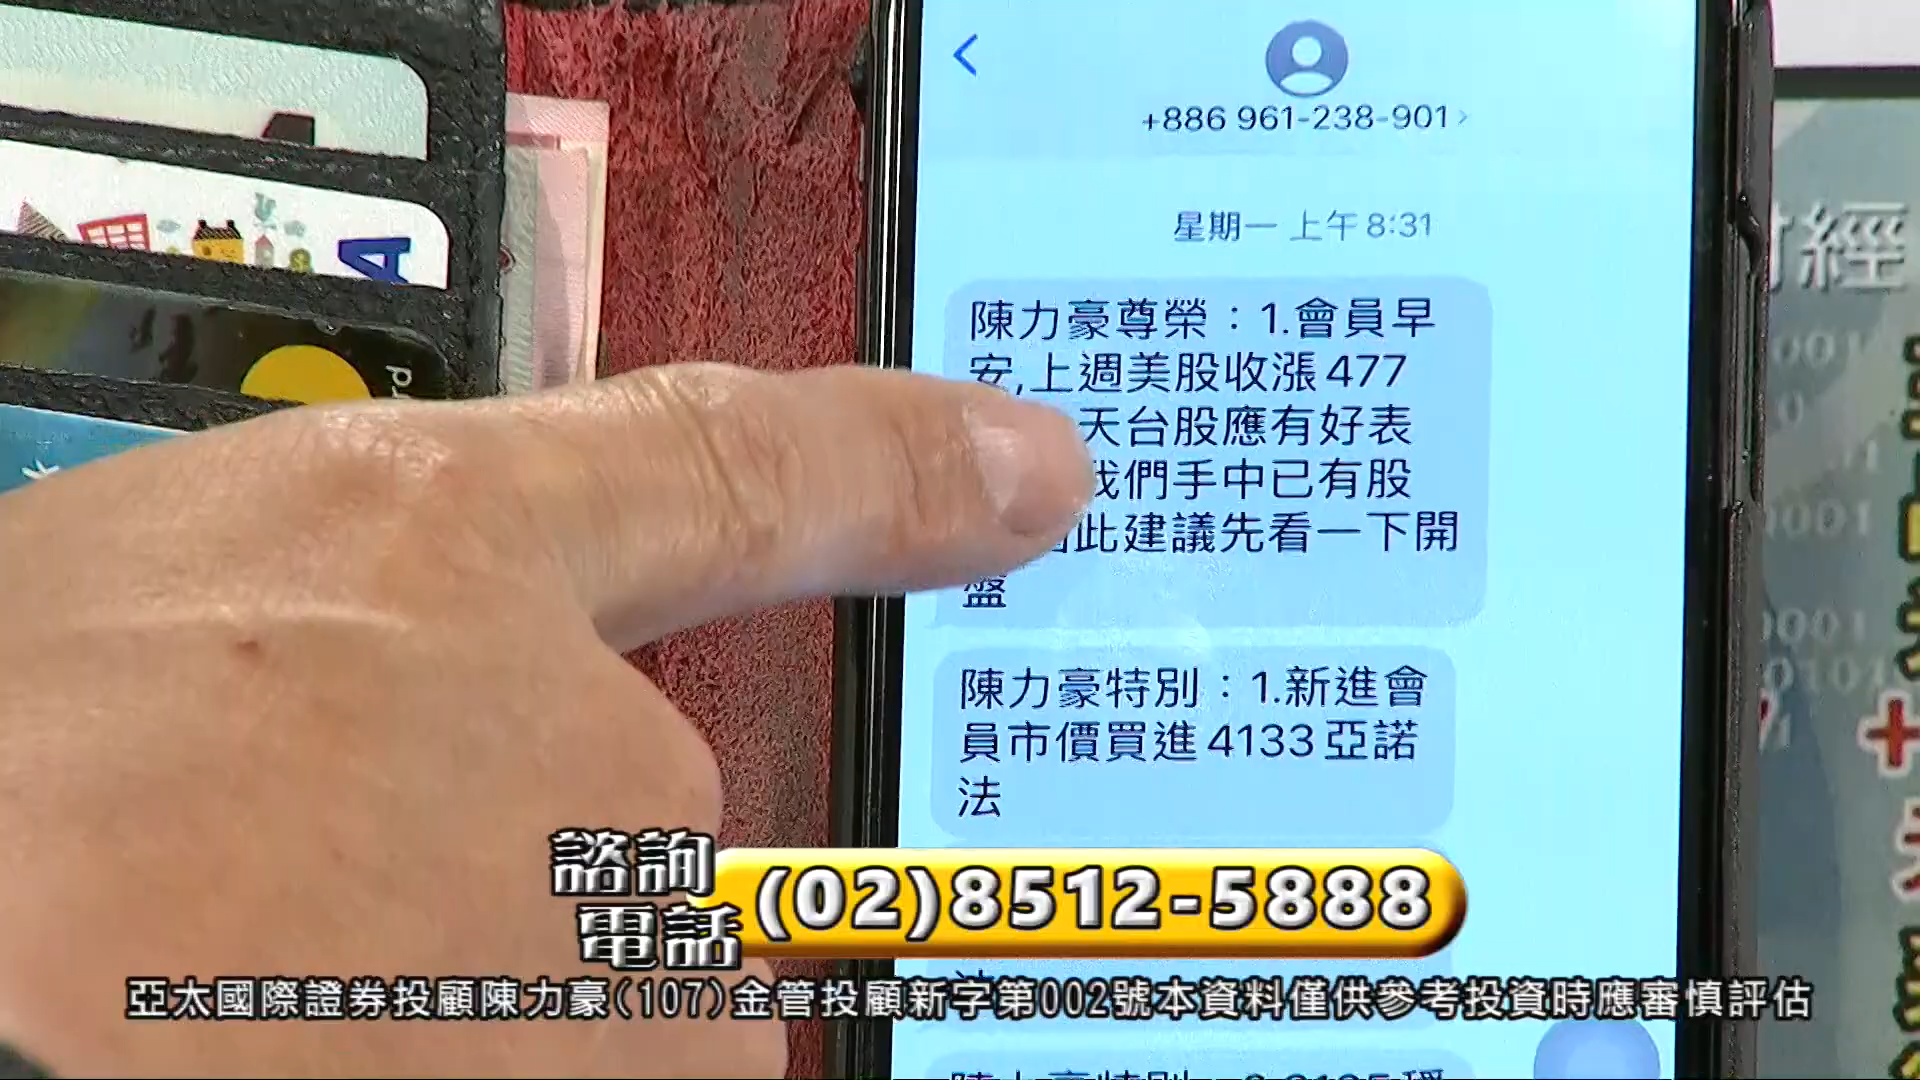 +886 961-238-901
星期一 上午 8:31
陳力豪尊榮：1.會員早
安,上週美股收漲477
天台股應有好表
我們手中已有股
此建議先看一下開
盤
陳力豪特別：1.新進會
員市價買進4133亞諾
法
諮詢
電話
(02)8512-5888
亞太國際證券投顧陳力豪(107)金管投顧新字第002號本資料僅供參考投資時應審慎評估
財經